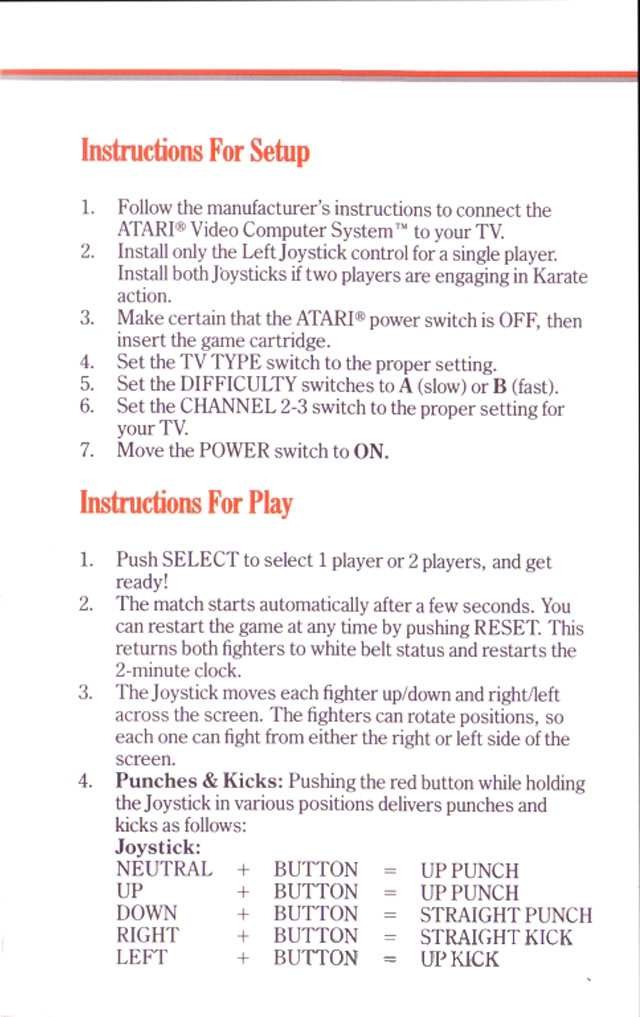 Instructions For Setup
1. Follow the manufacturer's instructions to connect the
ATARI® Video Computer System™ to your TV.
2. Install only the Left Joystick control for a single player.
Install both Joysticks if two players are engaging in Karate
action.
3. Make certain that the ATARI® power switch is OFF, then
insert the game cartridge.
4. Set the TV TYPE switch to the proper setting.
5. Set the DIFFICULTY switches to A (slow) or B (fast).
6. Set the CHANNEL 2-3 switch to the proper setting for
your TV.
7. Move the POWER switch to ON.
Instructions For Play
1. Push SELECT to select 1 player or 2 players, and get
ready!
2. The match starts automatically after a few seconds. You
can restart the game at any time by pushing RESET. This
returns both fighters to white belt status and restarts the
2-minute clock.
3. The Joystick moves each fighter up/down and right/left
across the screen. The fighters can rotate positions, so
each one can fight from either the right or left side of the
screen.
4. Punches & Kicks: Pushing the red button while holding
the Joystick in various positions delivers punches and
kicks as follows:
Joystick:
NEUTRAL + BUTTON = UP PUNCH
UP + BUTTON = UP PUNCH
DOWN + BUTTON = STRAIGHT PUNCH
RIGHT + BUTTON = STRAIGHT KICK
LEFT + BUTTON = UP KICK